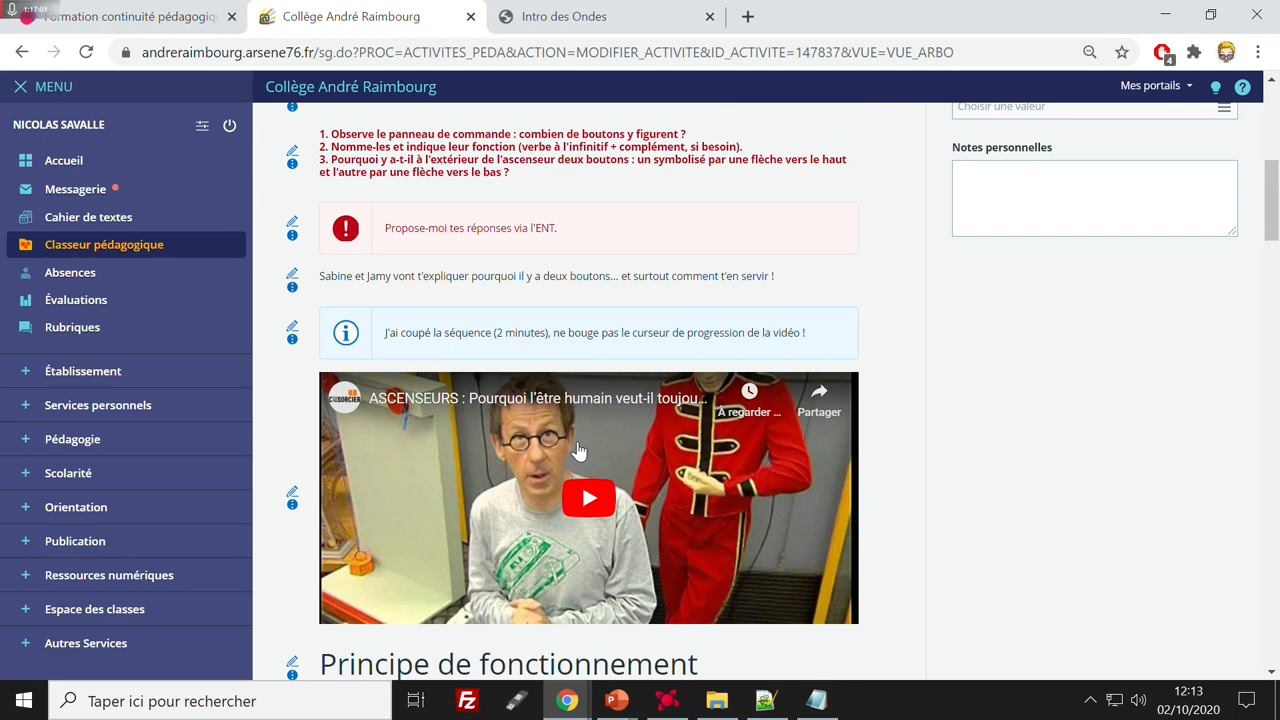 1:17:08
Formation continuité pédagogiqu
Collège André Raimbourg
Intro des Ondes
andreraimbourg.arsene76.fr/sg.do?PROC=ACTIVITES_PEDA&ACTION=MODIFIER_ACTIVITE&ID_ACTIVITE=147837&VUE=VUE_ARBO
4
MENU
Collège André Raimbourg
Mes portails
NICOLAS SAVALLE
Accueil
Messagerie
Cahier de textes
Classeur pédagogique
Absences
Évaluations
Rubriques
Établissement
Services personnels
Pédagogie
Scolarité
Orientation
Publication
Ressources numériques
Espace des classes
Autres Services
1. Observe le panneau de commande : combien de boutons y figurent ?
2. Nomme-les et indique leur fonction (verbe à l'infinitif + complément, si besoin).
3. Pourquoi y a-t-il à l'extérieur de l'ascenseur deux boutons : un symbolisé par une flèche vers le haut
et l'autre par une flèche vers le bas ?
Propose-moi tes réponses via l'ENT.
Sabine et Jamy vont t'expliquer pourquoi il y a deux boutons... et surtout comment t'en servir !
J'ai coupé la séquence (2 minutes), ne bouge pas le curseur de progression de la vidéo !
C'EST PAS SORCIER
ASCENSEURS : Pourquoi l'être humain veut-il toujou...
À regarder ...
Partager
Principe de fonctionnement
Choisir une valeur
Notes personnelles
Taper ici pour rechercher
12:13
02/10/2020